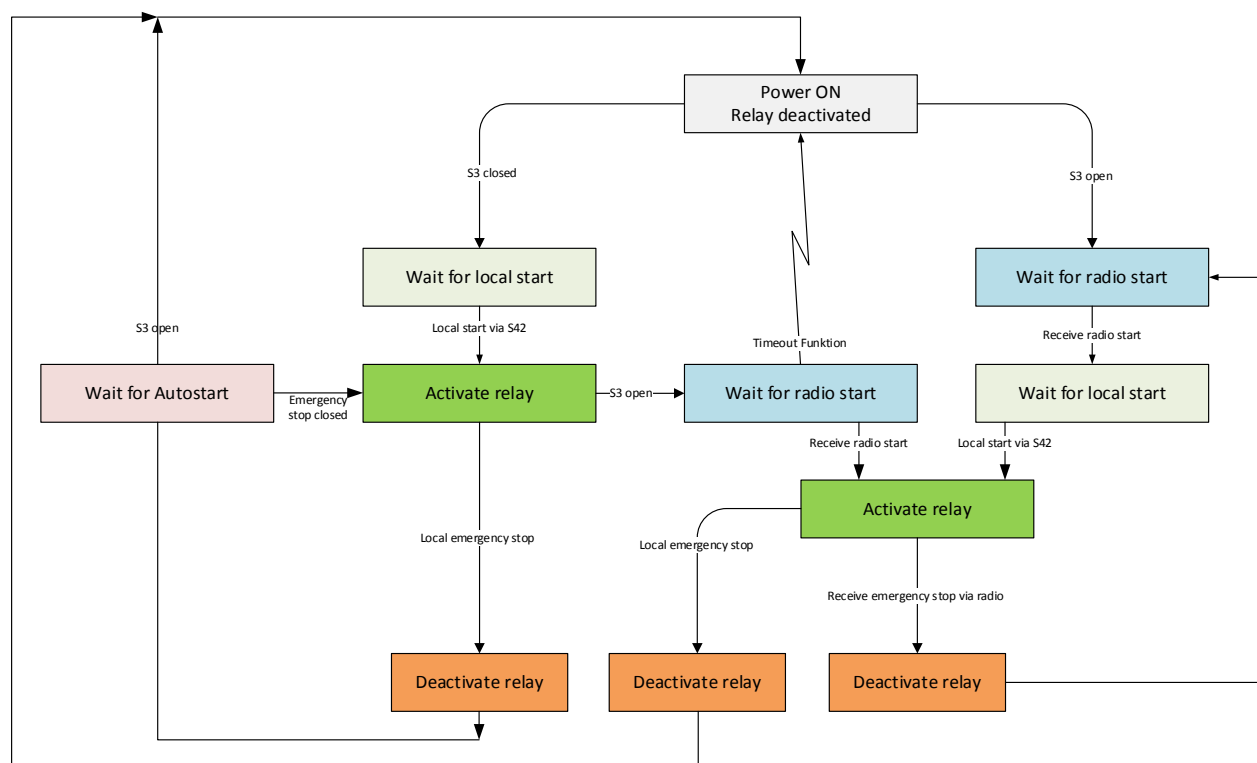 Power ON
Relay deactivated
S3 closed
S3 open
Wait for local start
Wait for radio start
S3 open
Local start via S42
Timeout Funktion
Receive radio start
Wait for Autostart
Emergency
stop closed
Activate relay
S3 open
Wait for radio start
Wait for local start
Receive radio start
Local start via S42
Activate relay
Local emergency stop
Local emergency stop
Receive emergency stop via radio
Deactivate relay
Deactivate relay
Deactivate relay